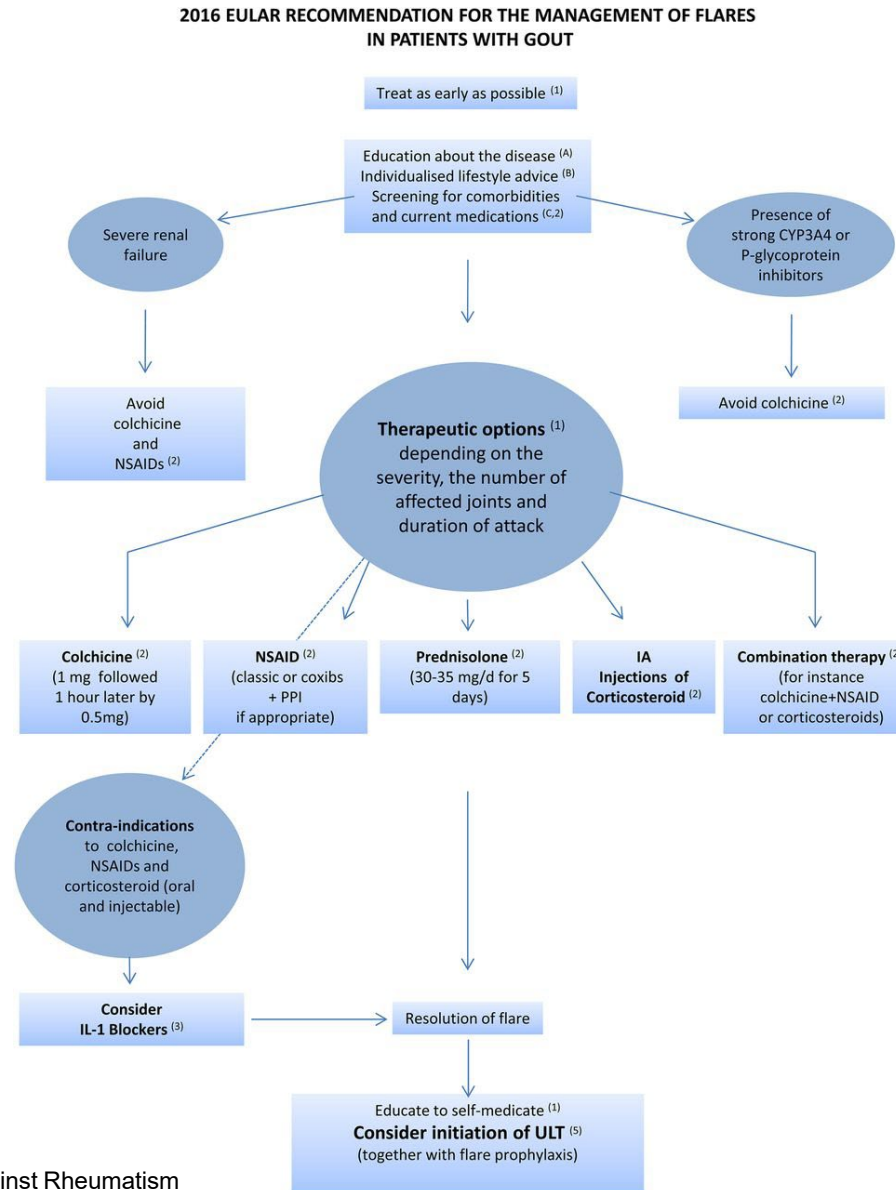 2016 EULAR RECOMMENDATION FOR THE MANAGEMENT OF FLARES
IN PATIENTS WITH GOUT
Treat as early as possible (1)
Education about the disease (A)
Individualised lifestyle advice (B)
Screening for comorbidities
and current medications (C,2)
Severe renal
failure
Presence of
strong CYP3A4 or
P-glycoprotein
inhibitors
Avoid
colchicine
and
NSAIDs (2)
Avoid colchicine (2)
Therapeutic options (1)
depending on the
severity, the number of
affected joints and
duration of attack
Colchicine (2)
(1 mg followed
1 hour later by
0.5mg)
NSAID (2)
(classic or coxibs
+ PPI
if appropriate)
Prednisolone (2)
(30-35 mg/d for 5
days)
IA
Injections of
Corticosteroid (2)
Combination therapy (2
(for instance
colchicine+NSAID
or corticosteroids)
Contra-indications
to colchicine,
NSAIDs and
corticosteroid (oral
and injectable)
Consider
IL-1 Blockers (3)
Resolution of flare
Educate to self-medicate (1)
Consider initiation of ULT (5)
(together with flare prophylaxis)
inst Rheumatism